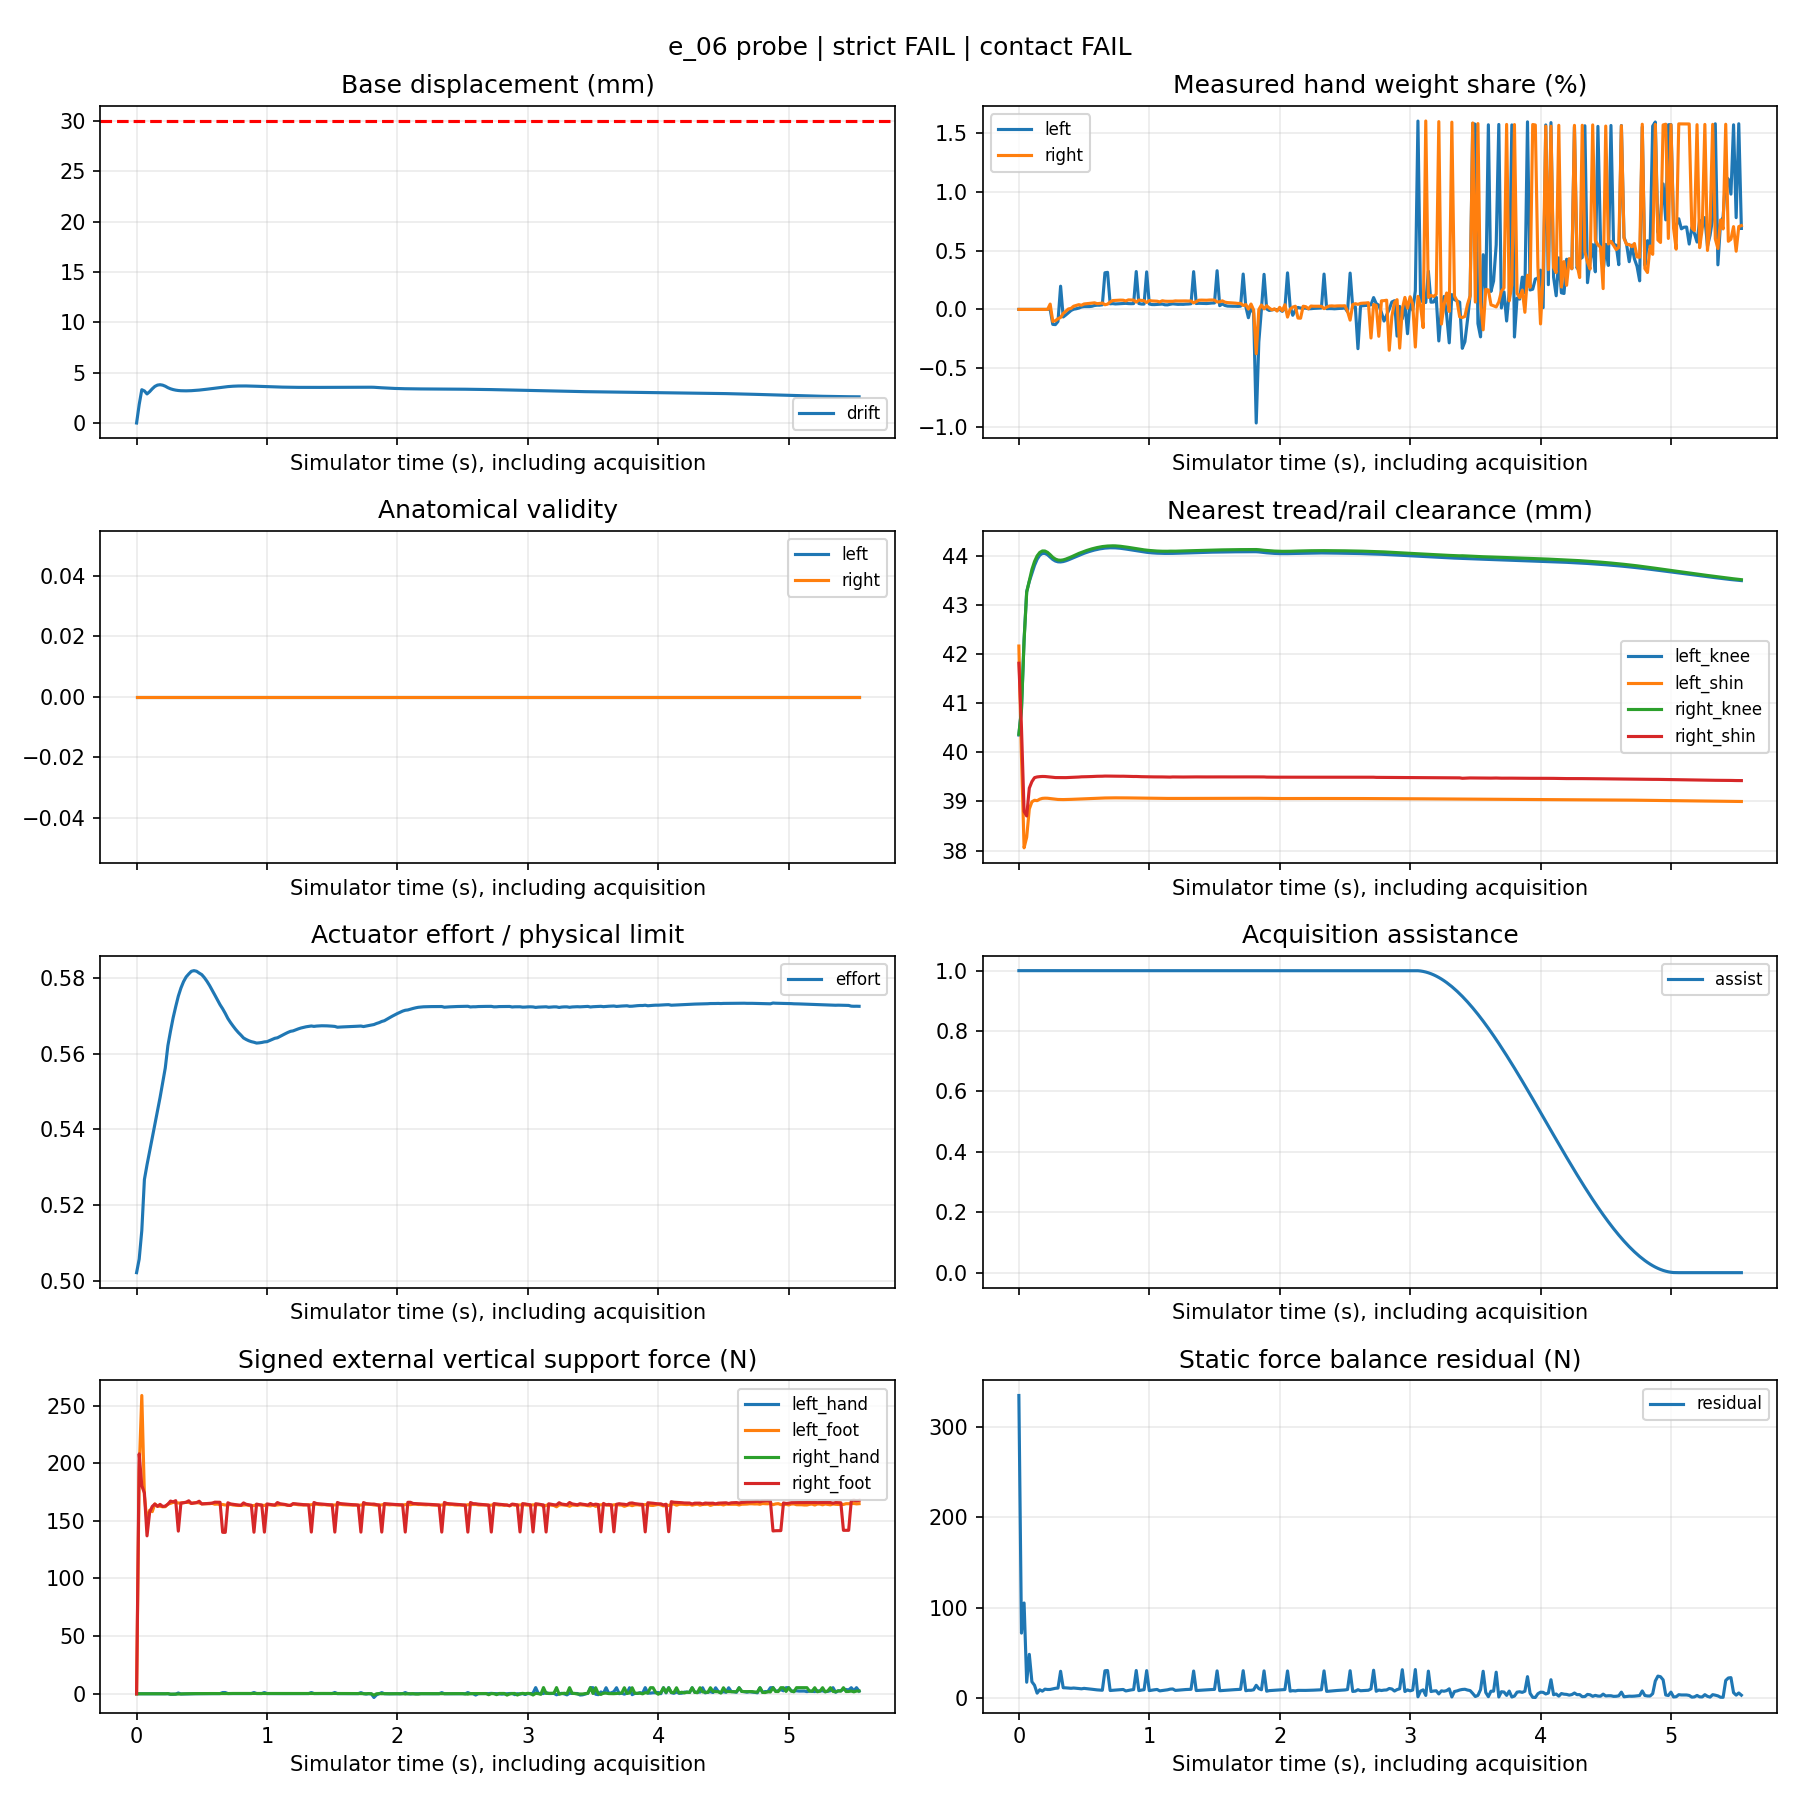 e_06 probe | strict FAIL | contact FAIL
Base displacement (mm)
30
25
20
15
10
5
0
drift
Simulator time (s), including acquisition
Measured hand weight share (%)
left
right
1.5
1.0
0.5
0.0
−0.5
−1.0
Simulator time (s), including acquisition
Anatomical validity
left
right
0.04
0.02
0.00
−0.02
−0.04
Simulator time (s), including acquisition
Nearest tread/rail clearance (mm)
44
43
42
41
40
39
38
left_knee
left_shin
right_knee
right_shin
Simulator time (s), including acquisition
Actuator effort / physical limit
effort
0.58
0.56
0.54
0.52
0.50
Simulator time (s), including acquisition
Acquisition assistance
assist
1.0
0.8
0.6
0.4
0.2
0.0
Simulator time (s), including acquisition
Signed external vertical support force (N)
left_hand
left_foot
right_hand
right_foot
250
200
150
100
50
0
0 1 2 3 4 5
Simulator time (s), including acquisition
Static force balance residual (N)
residual
300
200
100
0
0 1 2 3 4 5
Simulator time (s), including acquisition